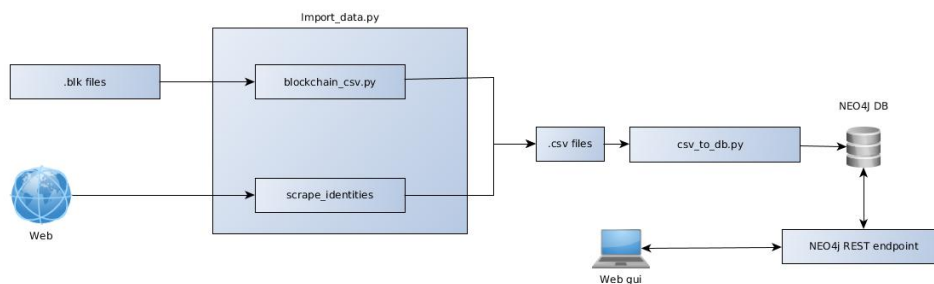 Import_data.py
.blk files
blockchain_csv.py
NEO4J DB
.csv files
csv_to_db.py
scrape_identities
Web
NEO4j REST endpoint
Web gui